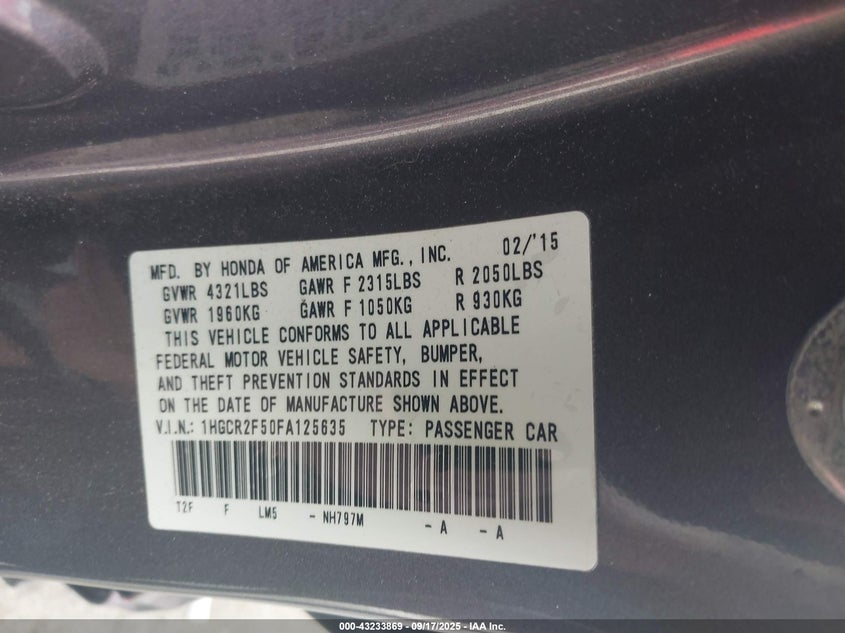 MFD. BY HONDA OF AMERICA MFG., INC. 02/'15
GVWR 4321LBS GAWR F 2315LBS R 2050LBS
GVWR 1960KG GAWR F 1050KG R 930KG
THIS VEHICLE CONFORMS TO ALL APPLICABLE
FEDERAL MOTOR VEHICLE SAFETY, BUMPER,
AND THEFT PREVENTION STANDARDS IN EFFECT
ON THE DATE OF MANUFACTURE SHOWN ABOVE.
V.I.N.: 1HGCR2F50FA125635 TYPE: PASSENGER CAR
T2F F LM5 - NH797M - A - A
000-43233869 - 09/17/2025 - IAA Inc.